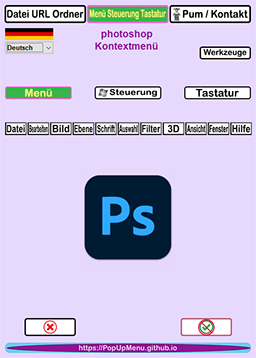 Datei URL Ordner
Menü Steuerung Tastatur
Pum / Kontakt
photoshop
Kontextmenü
Deutsch
Werkzeuge
Menü
Steuerung
Tastatur
Datei Bearbeiten Bild Ebene Schrift Auswahl Filter 3D Ansicht Fenster Hilfe
Ps
https://PopUpMenu.github.io